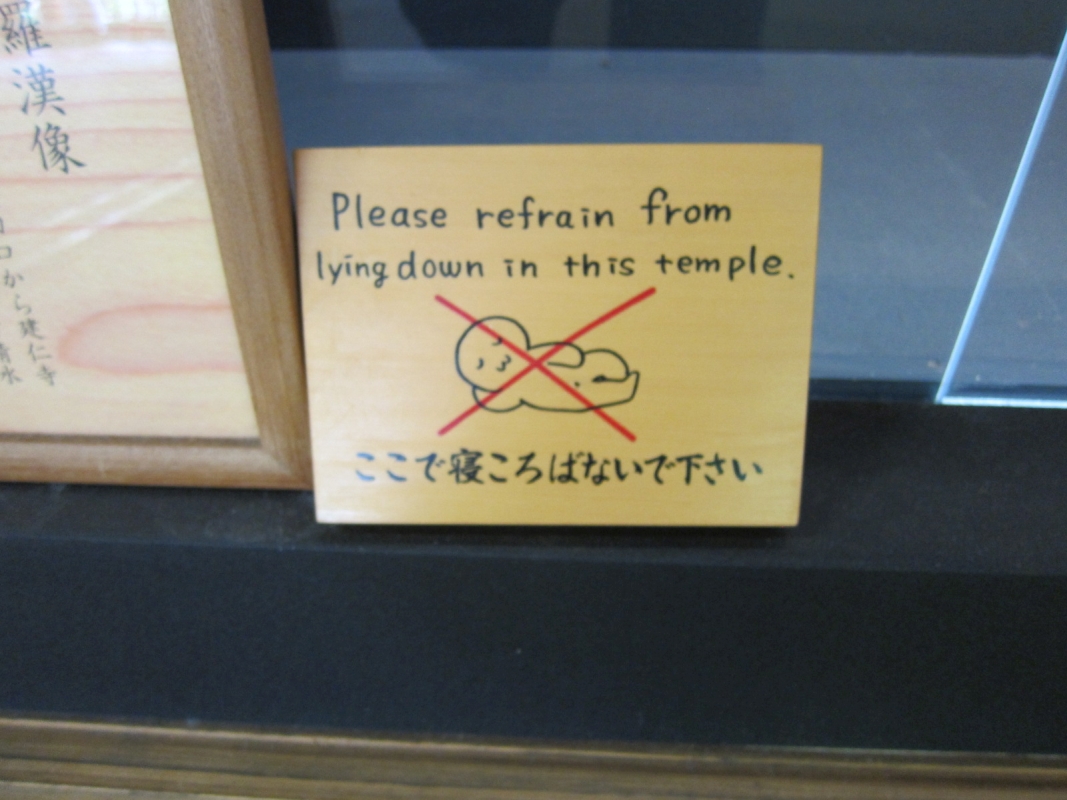 羅漢像
から建仁寺
清水
Please refrain from
lying down in this temple.
ここで寝ころばないで下さい